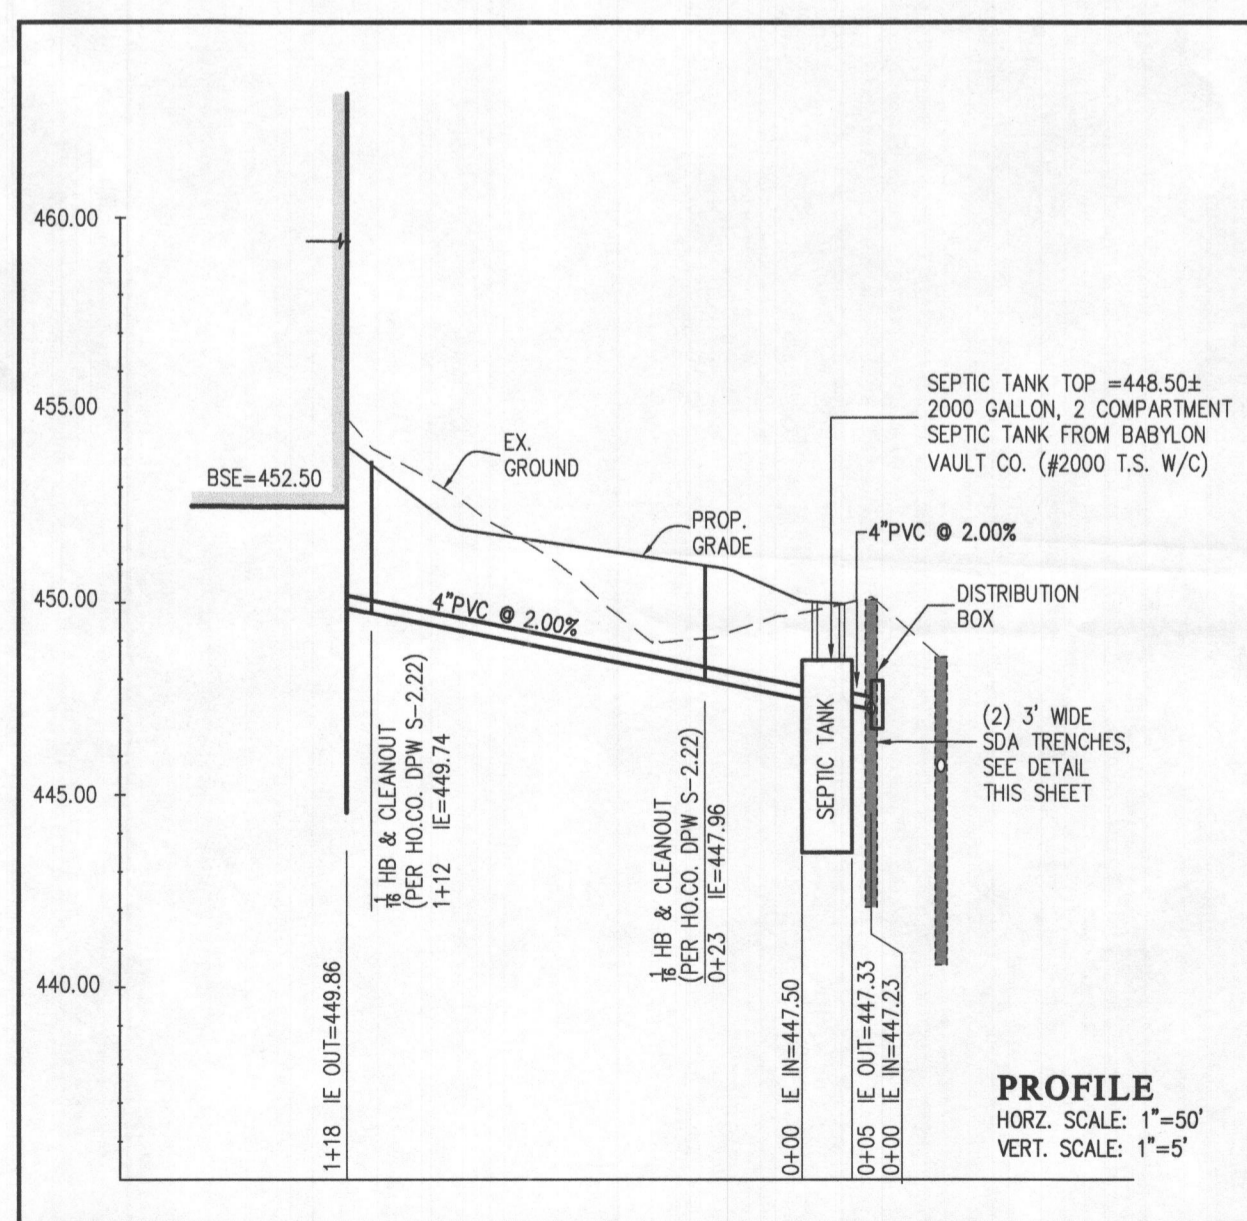 460.00
455.00
450.00
445.00
440.00
BSE=452.50
EX.
GROUND
PROP.
GRADE
SEPTIC TANK TOP =448.50±
2000 GALLON, 2 COMPARTMENT
SEPTIC TANK FROM BABYLON
VAULT CO. (#2000 T.S. W/C)
4"PVC @ 2.00%
DISTRIBUTION
BOX
4"PVC @ 2.00%
(2) 3' WIDE
SDA TRENCHES,
SEE DETAIL
THIS SHEET
SEPTIC TANK
1/16 HB & CLEANOUT
(PER HO.CO. DPW S-2.22)
1+12 IE=449.74
1/16 HB & CLEANOUT
(PER HO.CO. DPW S-2.22)
0+23 IE=447.96
1+18 IE OUT=449.86
0+00 IE IN=447.50
0+05 IE OUT=447.33
0+00 IE IN=447.23
PROFILE
HORZ. SCALE: 1"=50'
VERT. SCALE: 1"=5'